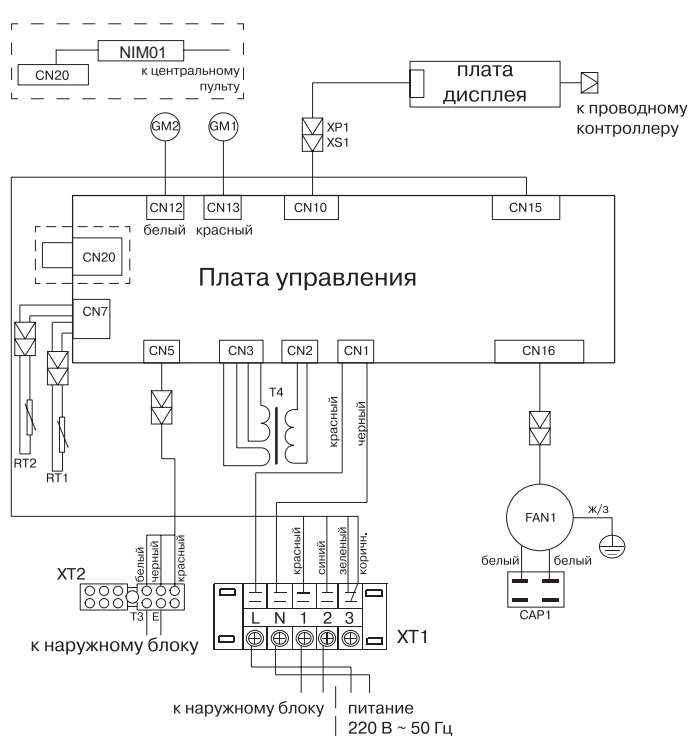 NIM01
CN20
к центральному
пульту
плата
дисплея
к проводному
контроллеру
GM2
GM1
XP1
XS1
CN12
CN13
CN10
CN15
белый
красный
CN20
Плата управления
CN7
CN5
CN3
CN2
CN1
CN16
T4
красный
черный
RT2
RT1
FAN1
ж/з
белый
белый
CAP1
белый
черный
красный
красный
синий
зеленый
коричн.
XT2
T3
E
к наружному блоку
L
N
1
2
3
XT1
к наружному блоку
питание
220 В ~ 50 Гц